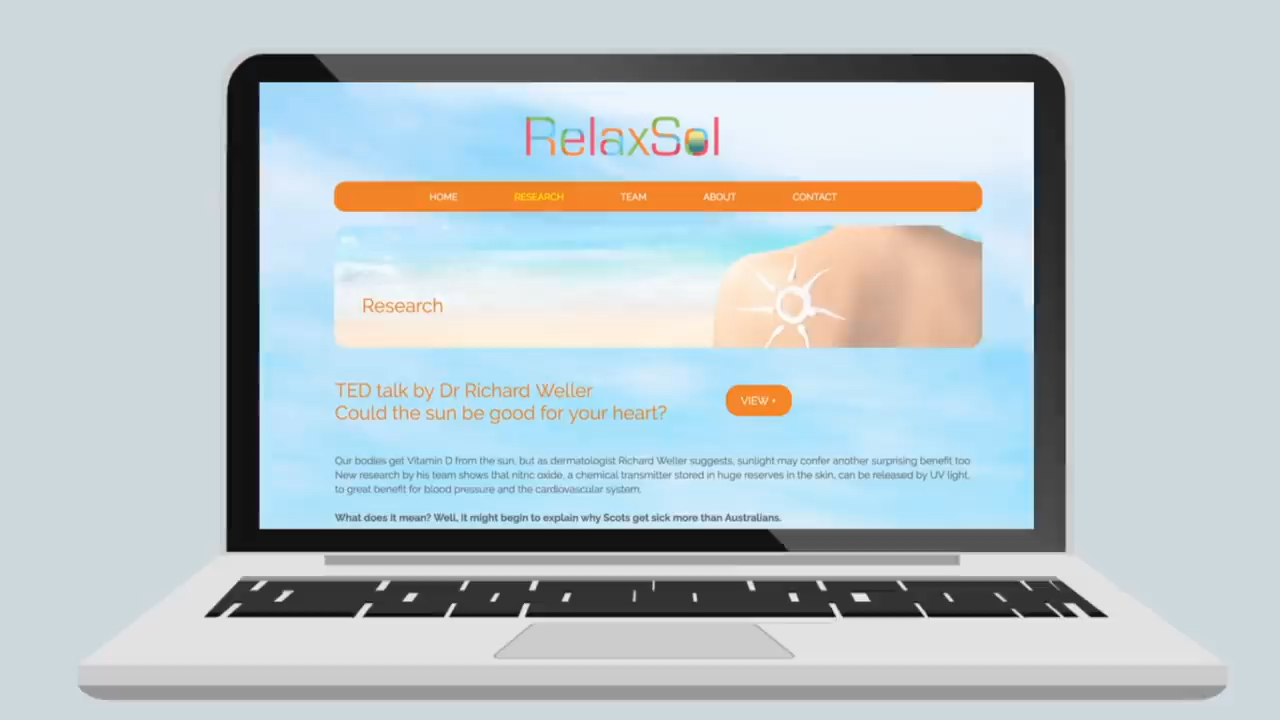 RelaxSol
HOME RESEARCH TEAM ABOUT CONTACT
Research
TED talk by Dr Richard Weller
Could the sun be good for your heart?
VIEW +
Our bodies get Vitamin D from the sun, but as dermatologist Richard Weller suggests, sunlight may confer another surprising benefit too
New research by his team shows that nitric oxide, a chemical transmitter stored in huge reserves in the skin, can be released by UV light,
to great benefit for blood pressure and the cardiovascular system.
What does it mean? Well, it might begin to explain why Scots get sick more than Australians.